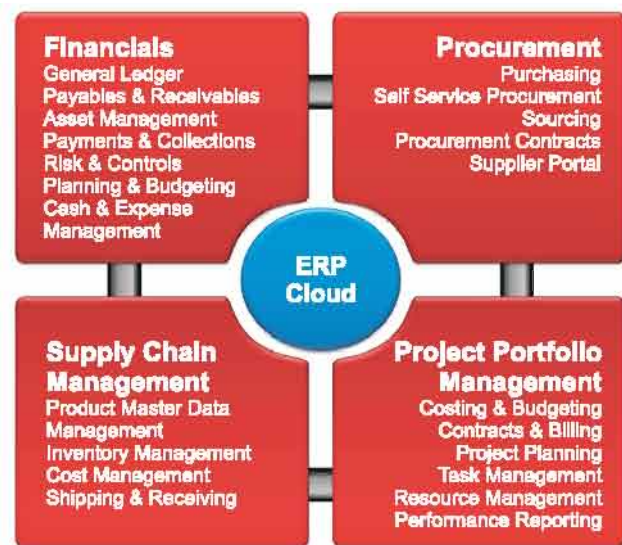 Financials
General Ledger
Payables & Receivables
Asset Management
Payments & Collections
Risk & Controls
Planning & Budgeting
Cash & Expense
Management
Procurement
Purchasing
Self Service Procurement
Sourcing
Procurement Contracts
Supplier Portal
ERP
Cloud
Supply Chain
Management
Product Master Data
Management
Inventory Management
Cost Management
Shipping & Receiving
Project Portfolio
Management
Costing & Budgeting
Contracts & Billing
Project Planning
Task Management
Resource Management
Performance Reporting